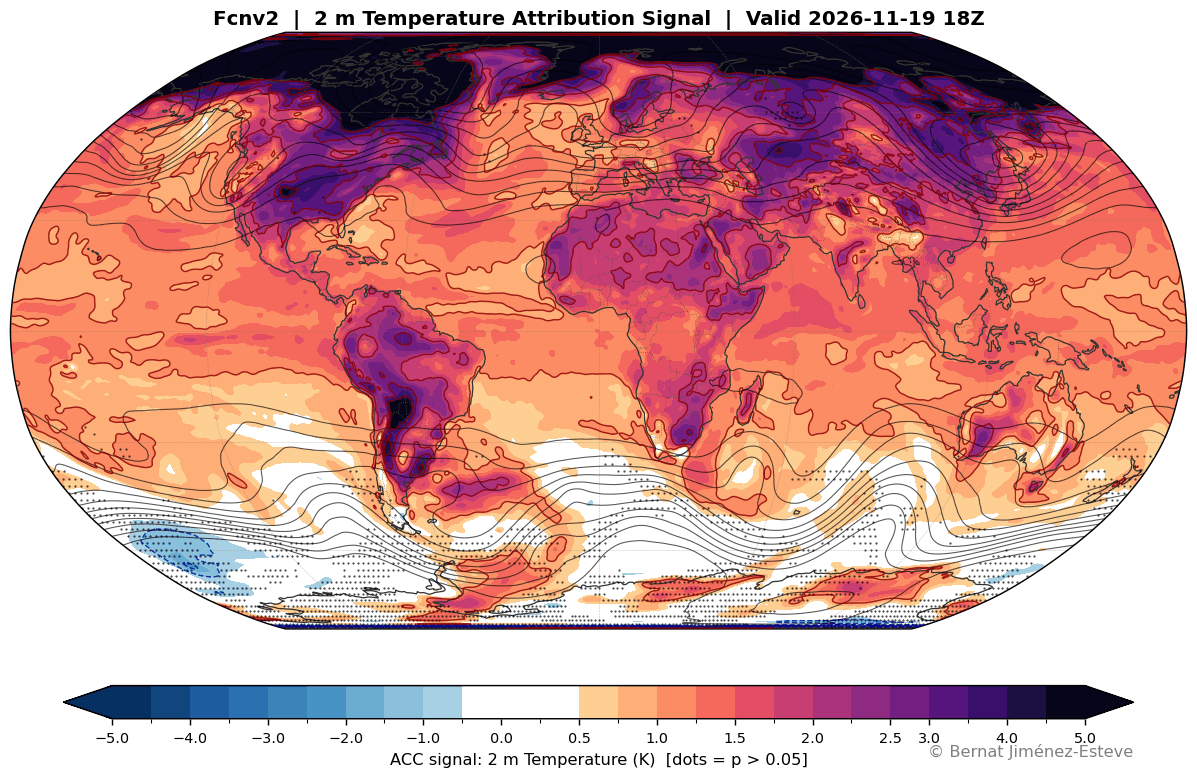 Fcnv2 | 2 m Temperature Attribution Signal | Valid 2026-11-19 18Z
−5.0 −4.0 −3.0 −2.0 −1.0 0.0 0.5 1.0 1.5 2.0 2.5 3.0 4.0 5.0
© Bernat Jiménez-Esteve
ACC signal: 2 m Temperature (K) [dots = p > 0.05]